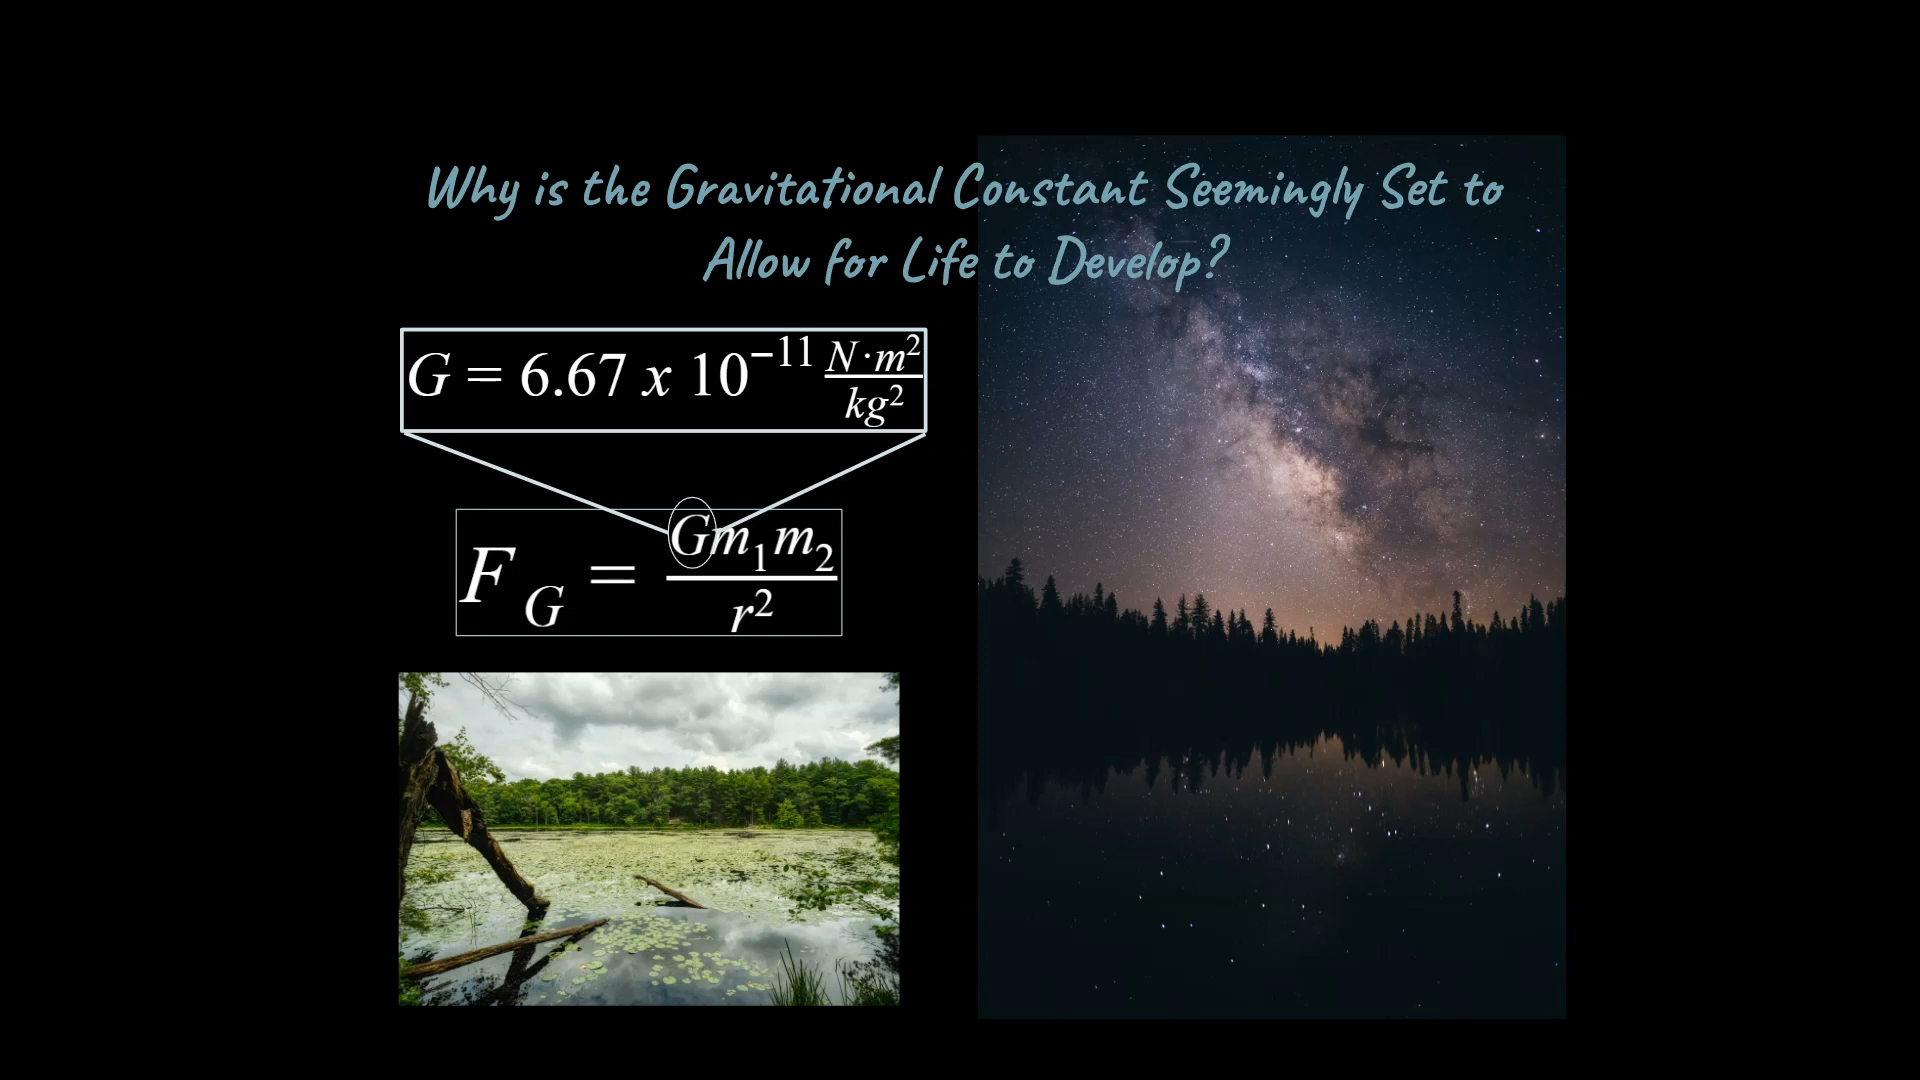 Why is the Gravitational Constant Seemingly Set to
Allow for Life to Develop?
G = 6.67 x 10⁻¹¹ N·m²/kg²
F_G = Gm₁m₂/r²